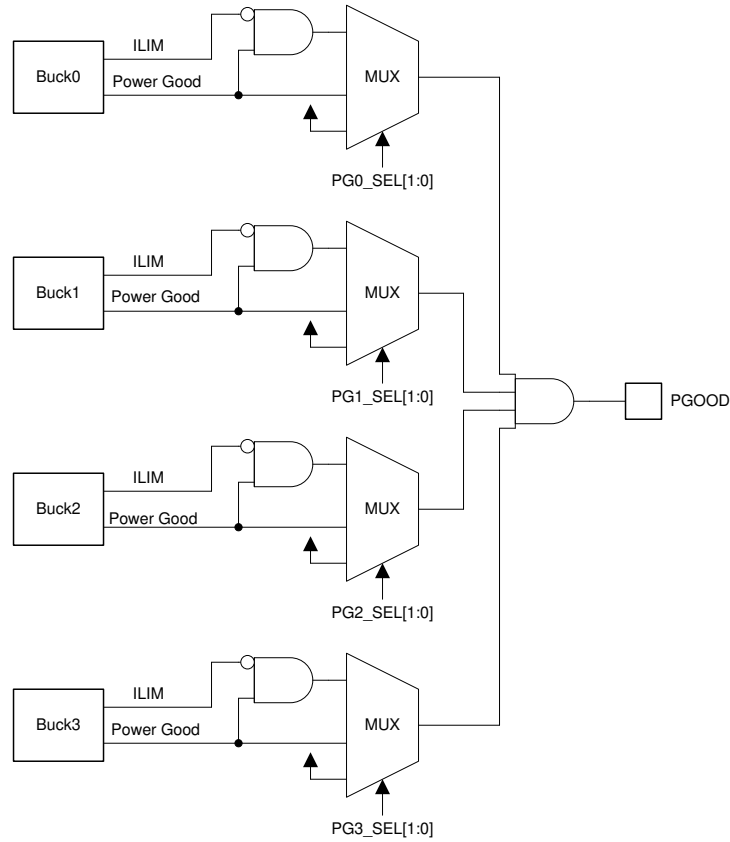 ILIM
Buck0
Power Good
MUX
PG0_SEL[1:0]
ILIM
Buck1
Power Good
MUX
PG1_SEL[1:0]
PGOOD
ILIM
Buck2
Power Good
MUX
PG2_SEL[1:0]
ILIM
Buck3
Power Good
MUX
PG3_SEL[1:0]